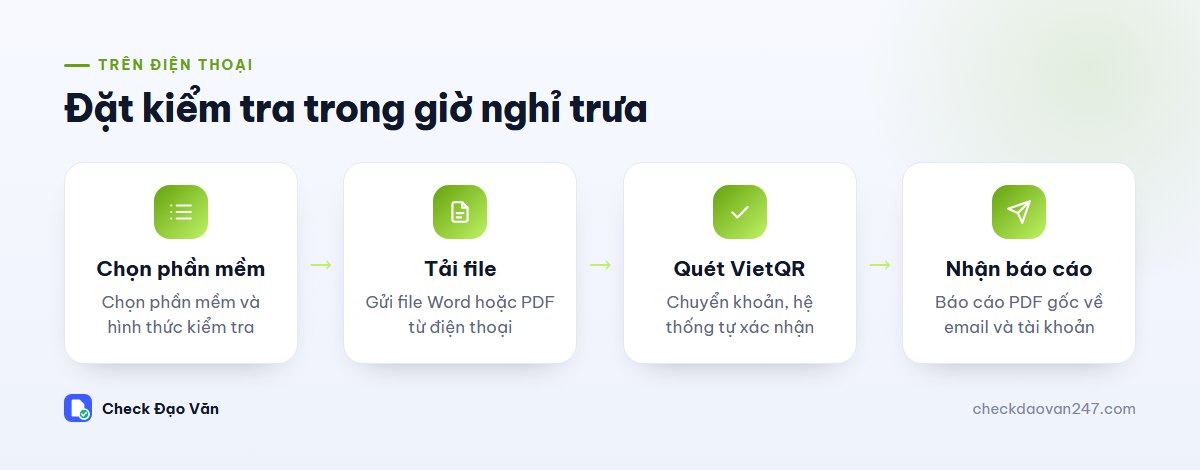 TRÊN ĐIỆN THOẠI
Đặt kiểm tra trong giờ nghỉ trưa
Chọn phần mềm
Chọn phần mềm và
hình thức kiểm tra
→
Tải file
Gửi file Word hoặc PDF
từ điện thoại
→
Quét VietQR
Chuyển khoản, hệ
thống tự xác nhận
→
Nhận báo cáo
Báo cáo PDF gốc về
email và tài khoản
Check Đạo Văn
checkdaovan247.com